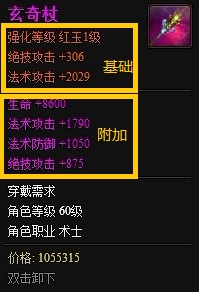 玄奇杖
强化等级 红玉1级
绝技攻击 +306
基础
法术攻击 +2029
生命 +8600
法术攻击 +1790
附加
法术防御 +1050
绝技攻击 +875
穿戴需求
角色等级 60级
角色职业 术士
价格: 1055315
双击卸下